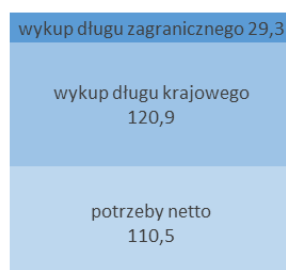 wykup długu zagranicznego 29,3
wykup długu krajowego
120,9
potrzeby netto
110,5